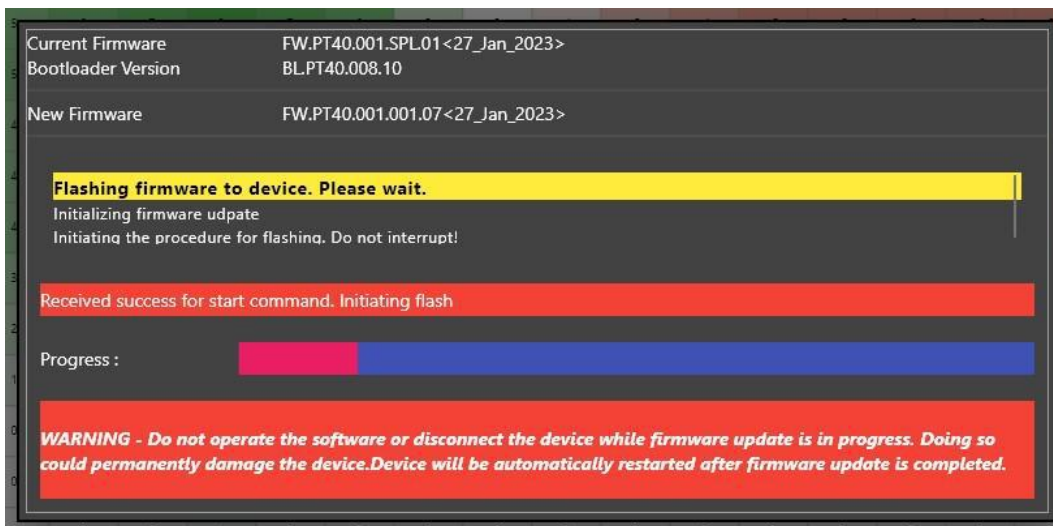 Current Firmware FW.PT40.001.SPL.01<27_Jan_2023>
Bootloader Version BL.PT40.008.10
New Firmware FW.PT40.001.001.07<27_Jan_2023>
Flashing firmware to device. Please wait.
Initializing firmware udpate
Initiating the procedure for flashing. Do not interrupt!
Received success for start command. Initiating flash
Progress :
WARNING - Do not operate the software or disconnect the device while firmware update is in progress. Doing so
could permanently damage the device.Device will be automatically restarted after firmware update is completed.